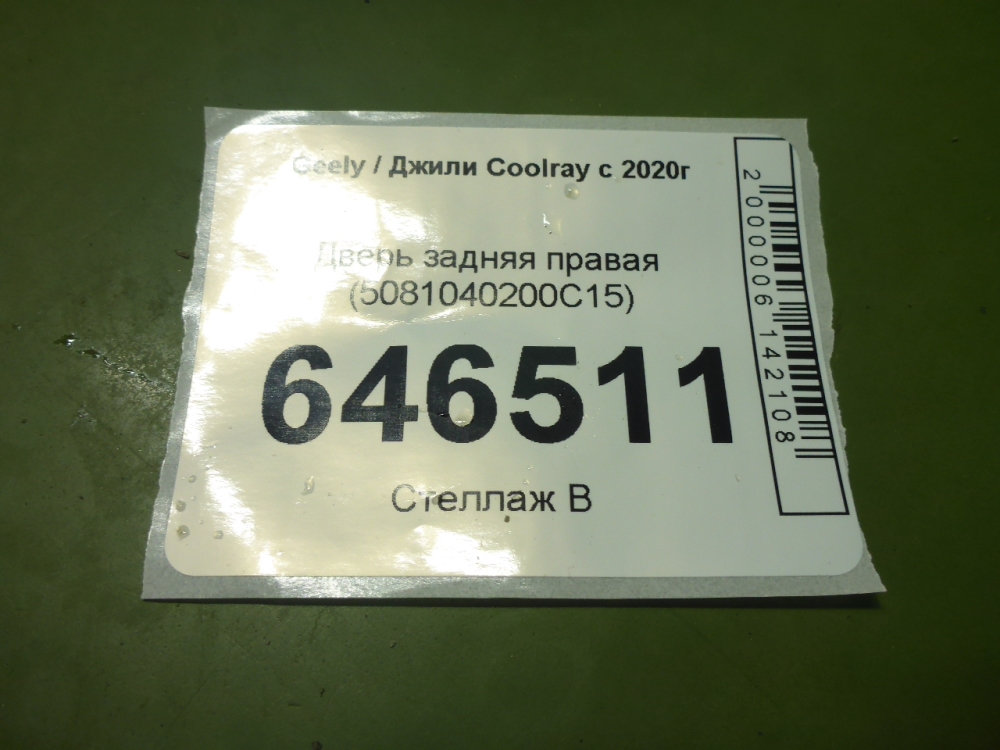 Geely / Джили Coolray с 2020г
Дверь задняя правая
(5081040200C15)
646511
Стеллаж В
2000006142108